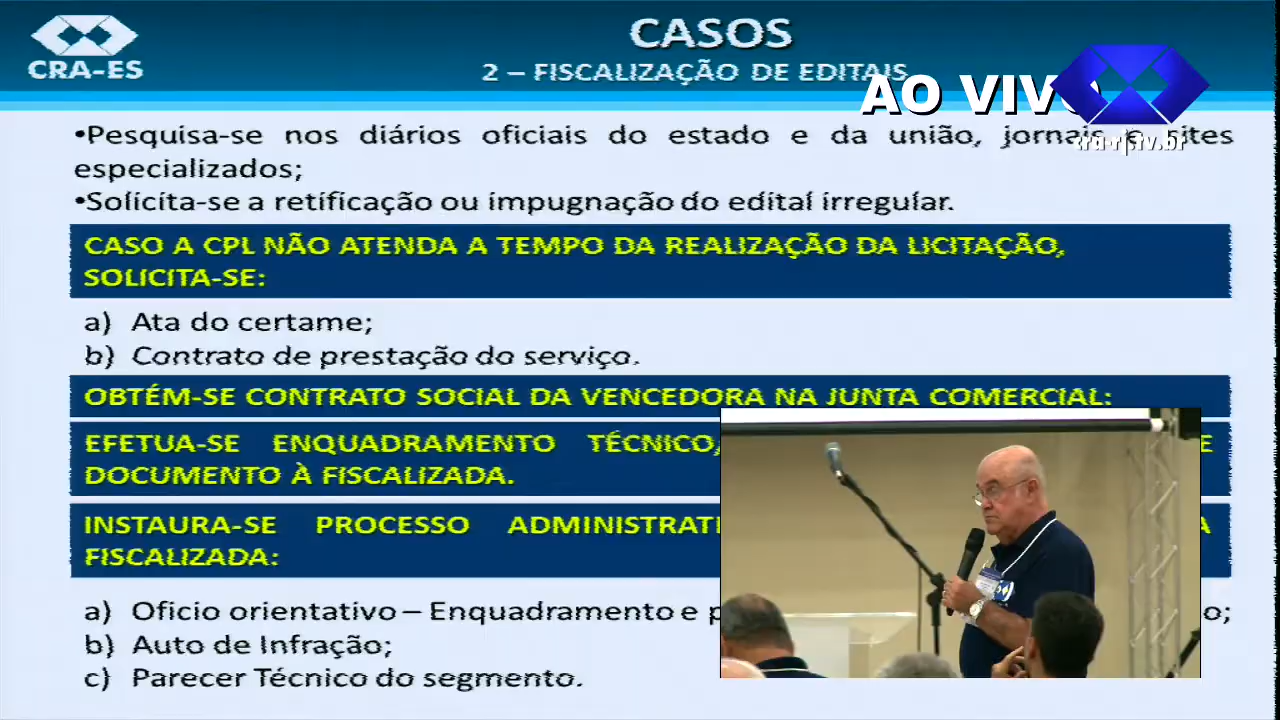 CRA-ES
CASOS
2 – FISCALIZAÇÃO DE EDITAIS
AO VIVO
•Pesquisa-se nos diários oficiais do estado e da união, jornais e sites
especializados;
•Solicita-se a retificação ou impugnação do edital irregular.
CASO A CPL NÃO ATENDA A TEMPO DA REALIZAÇÃO DA LICITAÇÃO,
SOLICITA-SE:
a) Ata do certame;
b) Contrato de prestação do serviço.
OBTÉM-SE CONTRATO SOCIAL DA VENCEDORA NA JUNTA COMERCIAL:
EFETUA-SE ENQUADRAMENTO TÉCNICO, E
DOCUMENTO À FISCALIZADA.
INSTAURA-SE PROCESSO A
FISCALIZADA:
a) Oficio orientativo – Enquadramento e
b) Auto de Infração;
c) Parecer Técnico do segmento.